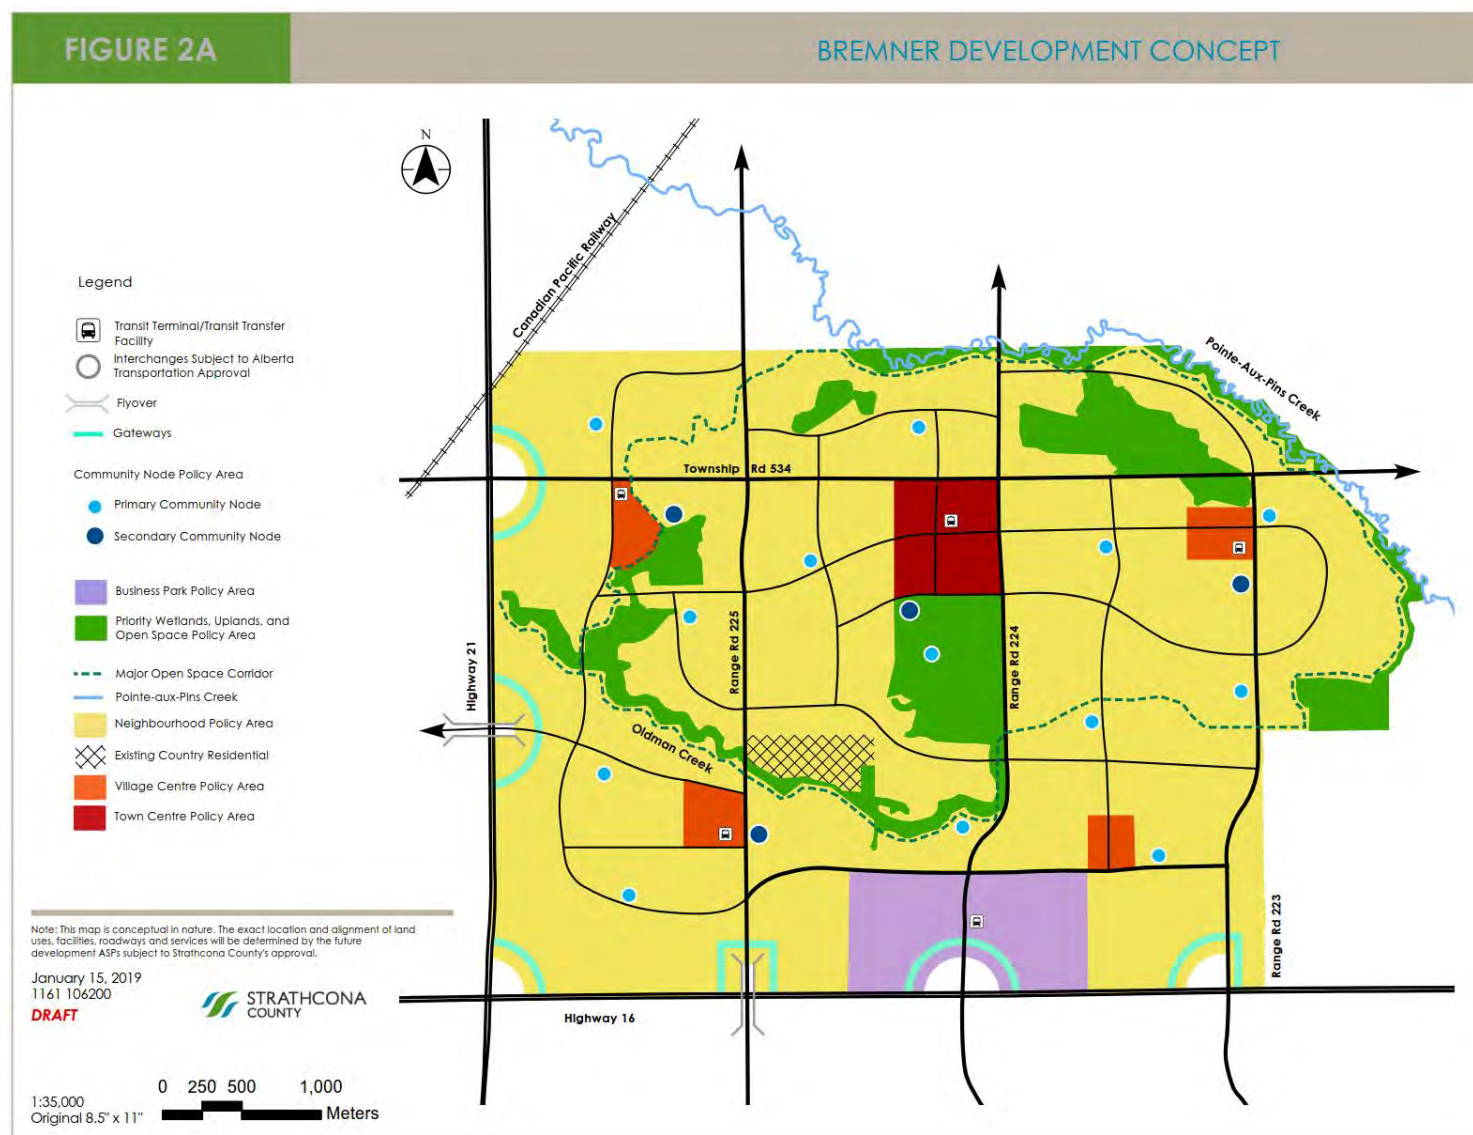 FIGURE 2A
BREMNER DEVELOPMENT CONCEPT
N
Canadian Pacific Railway
Pointe-Aux-Pins Creek
Legend
Transit Terminal/Transit Transfer
Facility
Interchanges Subject to Alberta
Transportation Approval
Flyover
Gateways
Community Node Policy Area
Primary Community Node
Secondary Community Node
Business Park Policy Area
Priority Wetlands, Uplands, and
Open Space Policy Area
Major Open Space Corridor
Pointe-aux-Pins Creek
Neighbourhood Policy Area
Existing Country Residential
Village Centre Policy Area
Town Centre Policy Area
Township Rd 534
Highway 21
Range Rd 225
Range Rd 224
Oldman Creek
Range Rd 223
Highway 16
Note: This map is conceptual in nature. The exact location and alignment of land
uses, facilities, roadways and services will be determined by the future
development ASPs subject to Strathcona County's approval.
January 15, 2019
1161 106200
DRAFT
STRATHCONA
COUNTY
0 250 500 1,000
Meters
1:35,000
Original 8.5" x 11"